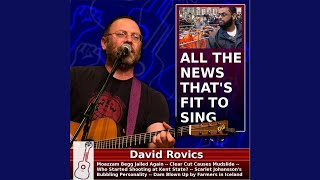 ALL THE
NEWS
THAT'S
FIT TO
SING
David Rovics
Moazzam Begg Jailed Again -- Clear Cut Causes Mudslide --
Who Started Shooting at Kent State? -- Scarlet Johansson's
Bubbling Personality -- Dam Blown Up by Farmers in Iceland